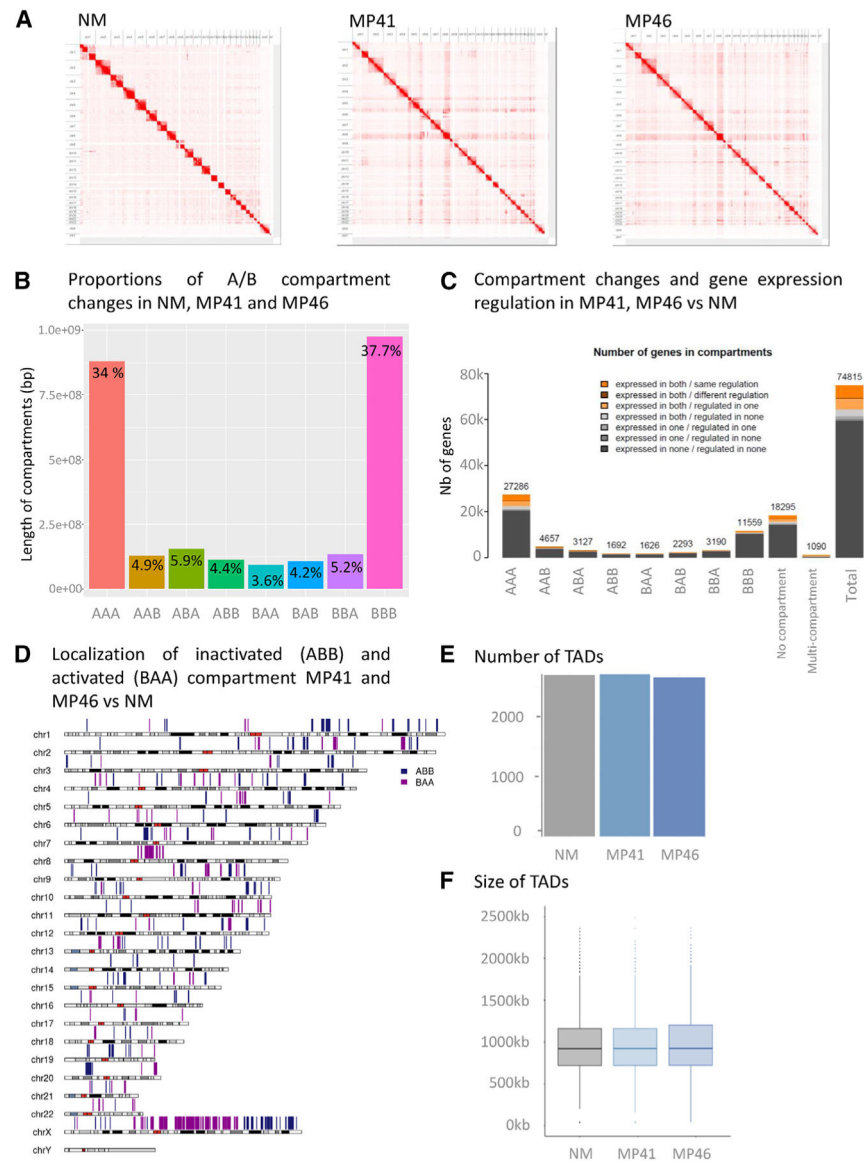 A
NM
MP41
MP46
B Proportions of A/B compartment
changes in NM, MP41 and MP46
Length of compartments (bp)
1.0e+09
7.5e+08
5e+08
2.5e+08
0e+00
34 %
4.9%
5.9%
4.4%
3.6%
4.2%
5.2%
37.7%
AAA AAB ABA ABB BAA BAB BBA BBB
C Compartment changes and gene expression
regulation in MP41, MP46 vs NM
Number of genes in compartments
Nb of genes
80k
60k
40k
20k
0
expressed in both / same regulation
expressed in both / different regulation
expressed in both / regulated in one
expressed in both / regulated in none
expressed in one / regulated in one
expressed in one / regulated in none
expressed in none / regulated in none
27286
4657
3127
1692
1626
2293
3190
11559
18295
1090
74815
AAA
AAB
ABA
ABB
BAA
BAB
BBA
BBB
No compartment
Multi-compartment
Total
D Localization of inactivated (ABB) and
activated (BAA) compartment MP41 and
MP46 vs NM
chr1
chr2
chr3
chr4
chr5
chr6
chr7
chr8
chr9
chr10
chr11
chr12
chr13
chr14
chr15
chr16
chr17
chr18
chr19
chr20
chr21
chr22
chrX
chrY
ABB
BAA
E Number of TADs
2000
1000
0
NM MP41 MP46
F Size of TADs
2500kb
2000kb
1500kb
1000kb
500kb
0kb
NM MP41 MP46